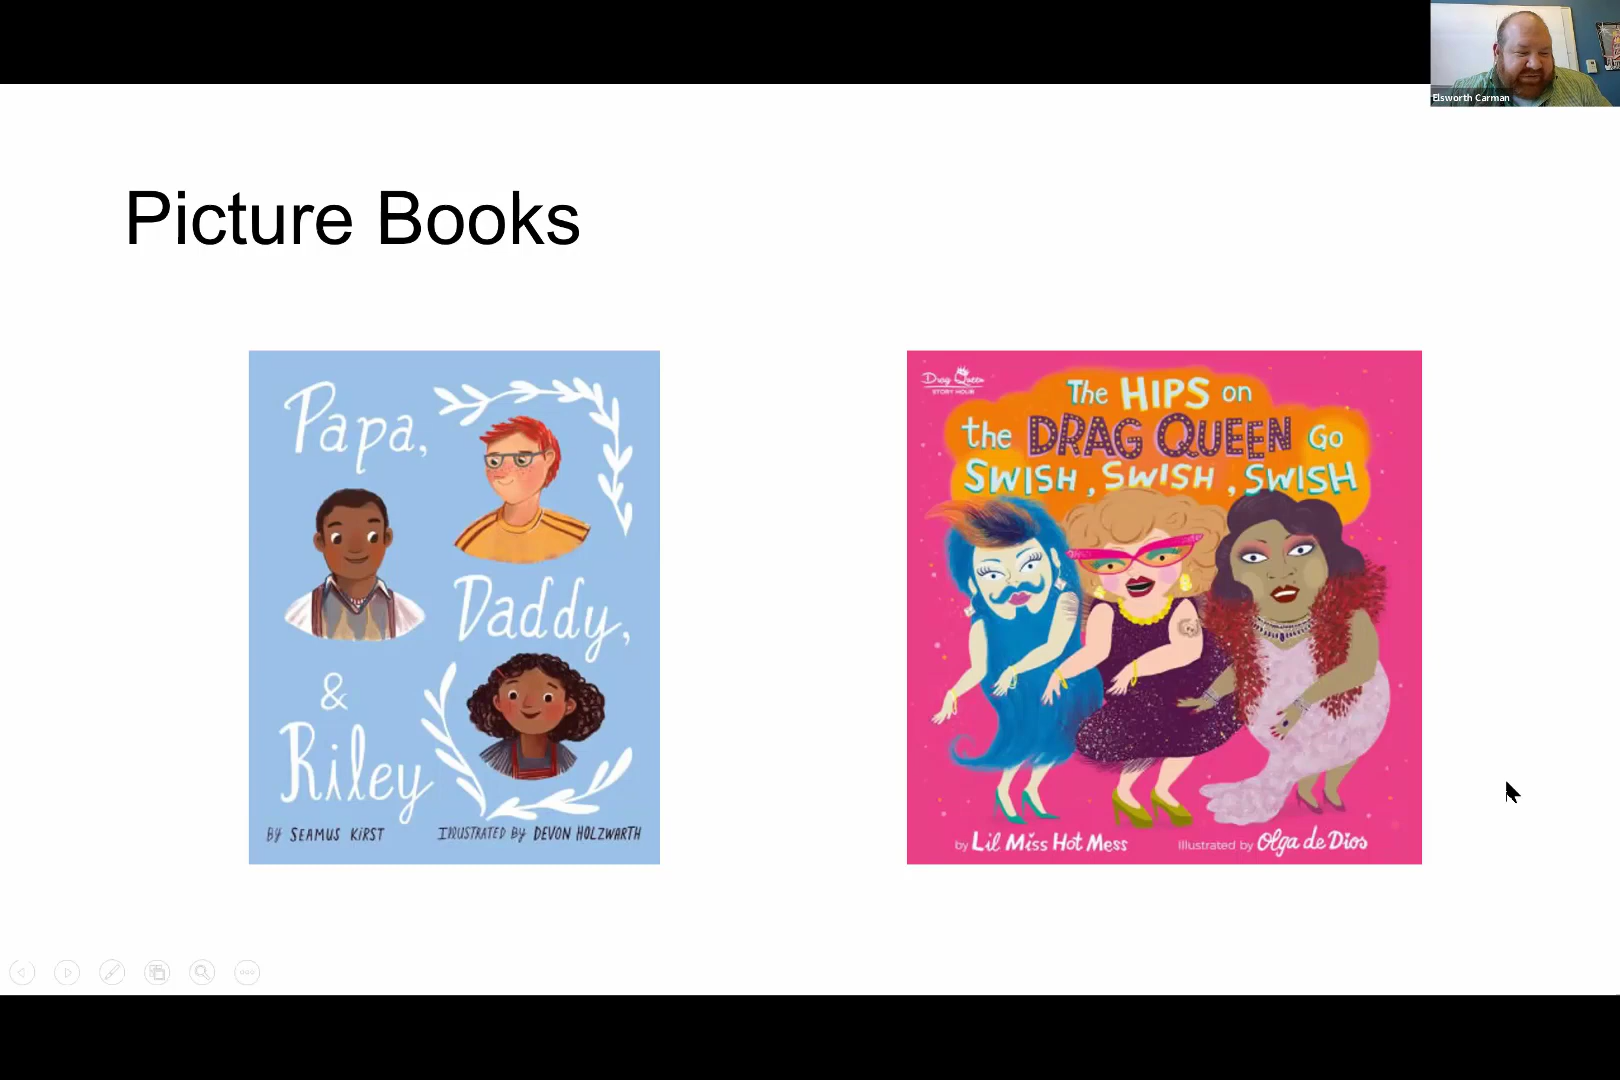 Elsworth Carman
Picture Books
Papa,
Daddy,
&
Riley
BY SEAMUS KIRST
ILLUSTRATED BY DEVON HOLZWARTH
Drag Queen
STORY HOUR
The HIPS on
the DRAG QUEEN Go
SWISH, SWISH, SWISH
by Lil Miss Hot Mess
illustrated by Olga de Dios